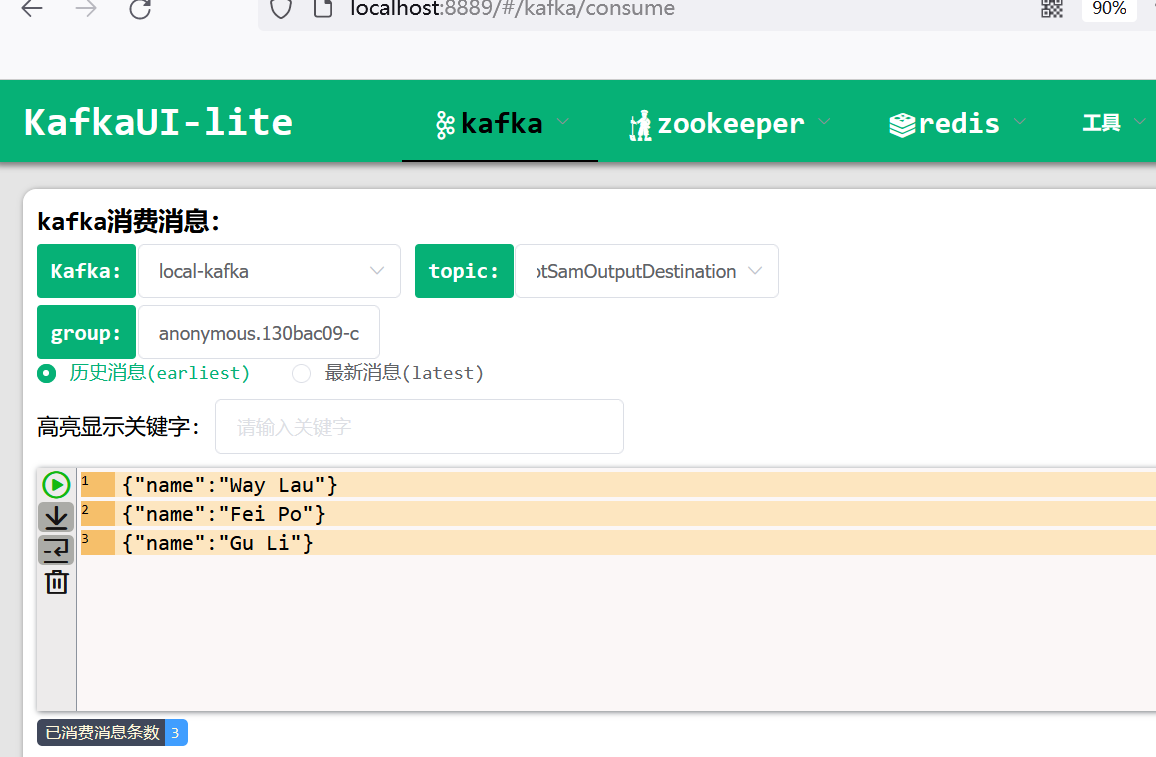 localhost:8889/#/kafka/consume 90%
KafkaUI-lite kafka zookeeper redis 工具
kafka消费消息:
Kafka: local-kafka topic: otSamOutputDestination
group: anonymous.130bac09-c
历史消息(earliest) 最新消息(latest)
高亮显示关键字: 请输入关键字
1 {"name":"Way Lau"}
2 {"name":"Fei Po"}
3 {"name":"Gu Li"}
已消费消息条数 3